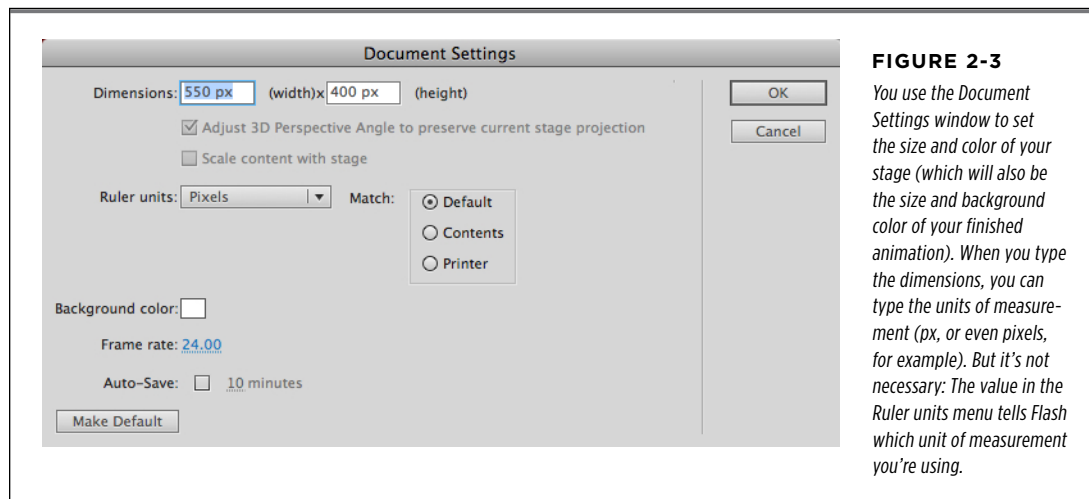 Document Settings
Dimensions: 550 px (width)x 400 px (height)
Adjust 3D Perspective Angle to preserve current stage projection
Scale content with stage
Ruler units: Pixels Match: Default
Contents
Printer
Background color:
Frame rate: 24.00
Auto-Save: 10 minutes
Make Default
OK
Cancel
FIGURE 2-3
You use the Document
Settings window to set
the size and color of your
stage (which will also be
the size and background
color of your finished
animation). When you type
the dimensions, you can
type the units of measure-
ment (px, or even pixels,
for example). But it's not
necessary: The value in the
Ruler units menu tells Flash
which unit of measurement
you're using.